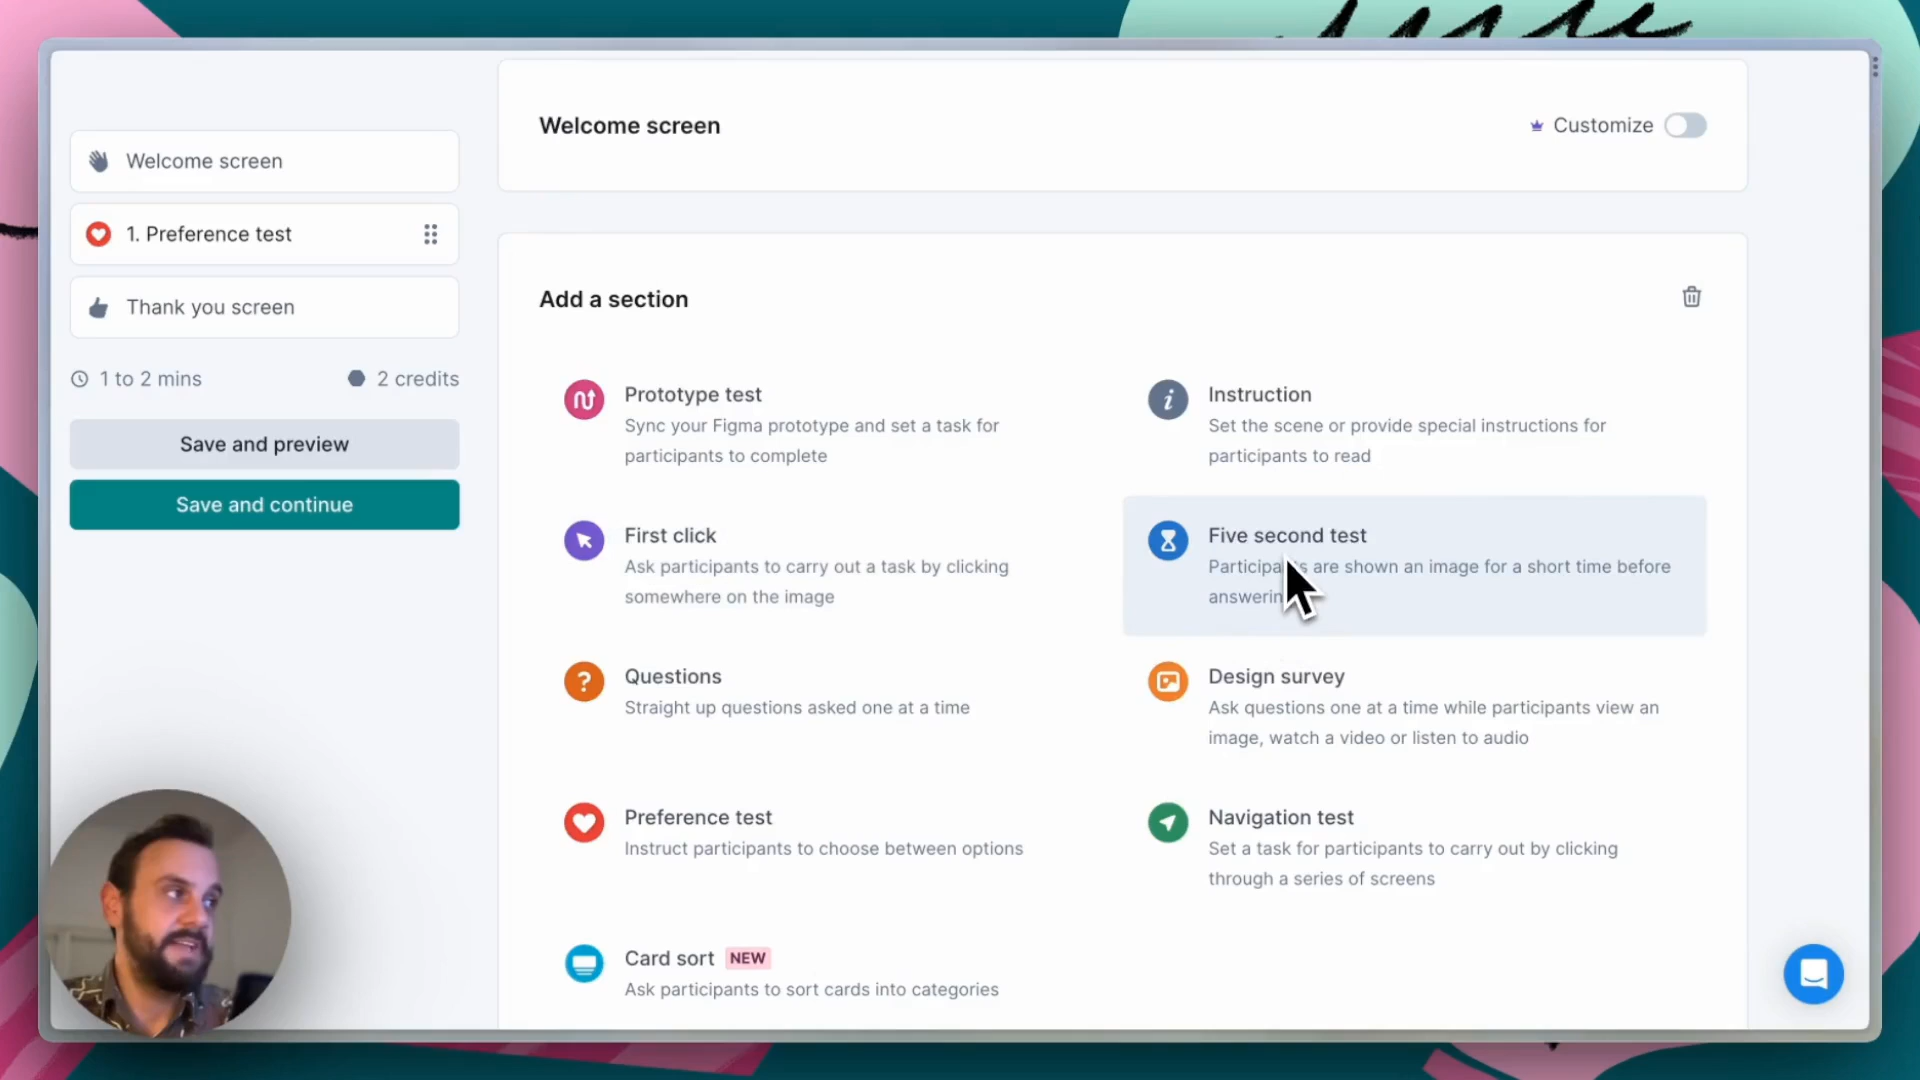 Welcome screen
1. Preference test
Thank you screen
1 to 2 mins
2 credits
Save and preview
Save and continue
Welcome screen
Customize
Add a section
Prototype test
Sync your Figma prototype and set a task for
participants to complete
Instruction
Set the scene or provide special instructions for
participants to read
First click
Ask participants to carry out a task by clicking
somewhere on the image
Five second test
Participants are shown an image for a short time before
Questions
Straight up questions asked one at a time
Design survey
Ask questions one at a time while participants view an
image, watch a video or listen to audio
Preference test
Instruct participants to choose between options
Navigation test
Set a task for participants to carry out by clicking
through a series of screens
Card sort NEW
Ask participants to sort cards into categories